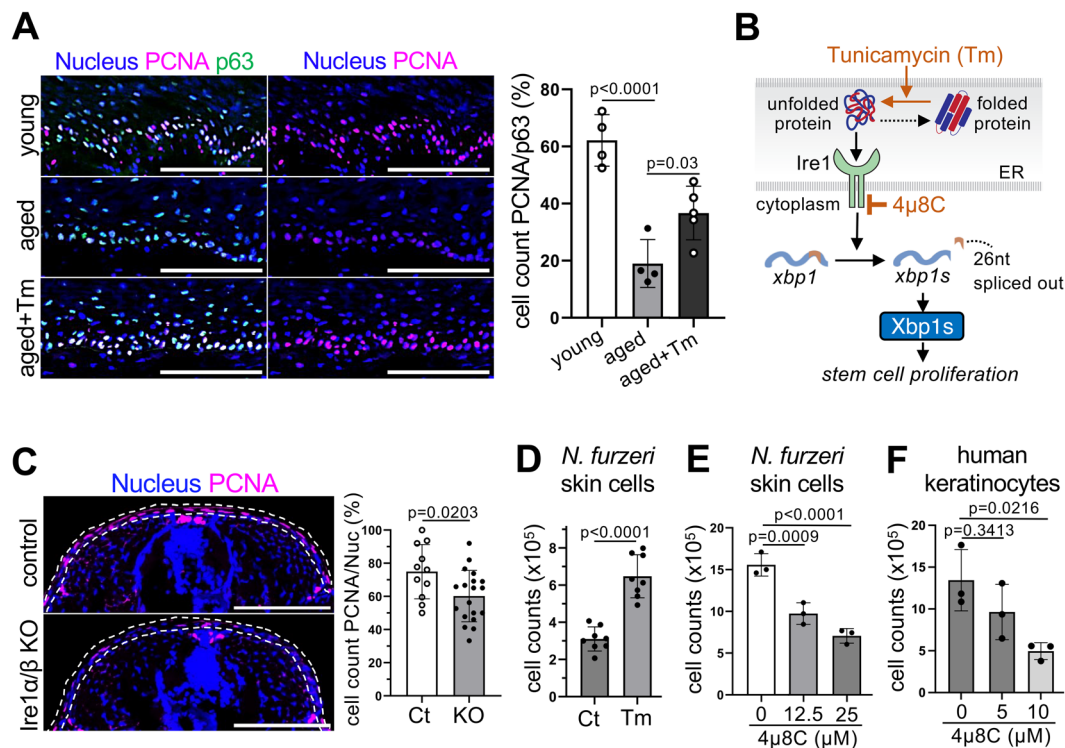 A
Nucleus PCNA p63
Nucleus PCNA
young
aged
aged+Tm
cell count PCNA/p63 (%)
80
60
40
20
0
p<0.0001
p=0.03
young
aged
aged+Tm
B
Tunicamycin (Tm)
unfolded
protein
folded
protein
Ire1
ER
cytoplasm
4μ8C
xbp1
xbp1s
26nt
spliced out
Xbp1s
stem cell proliferation
C
Nucleus PCNA
control
Ire1α/β KO
cell count PCNA/Nuc (%)
p=0.0203
100
80
60
40
20
0
Ct
KO
D
N. furzeri
skin cells
p<0.0001
cell counts (x10⁵)
10
8
6
4
2
0
Ct
Tm
E
N. furzeri
skin cells
p<0.0001
p=0.0009
cell counts (x10⁵)
20
15
10
5
0
0
12.5
25
4μ8C (μM)
F
human
keratinocytes
p=0.0216
p=0.3413
cell counts (x10⁵)
20
15
10
5
0
0
5
10
4μ8C (μM)